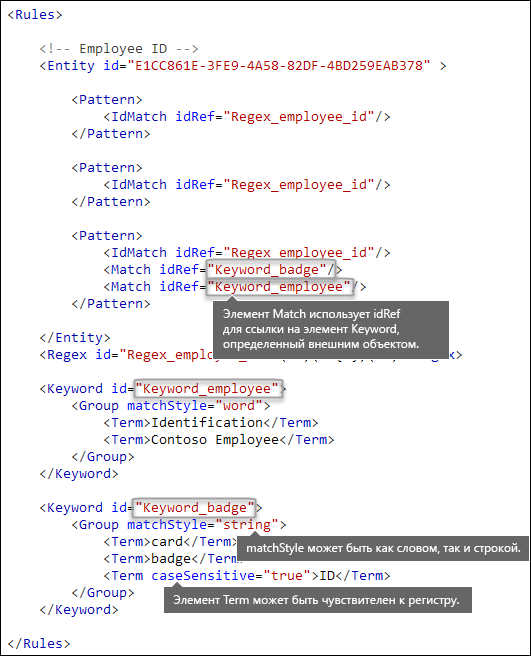 <Rules>
<!-- Employee ID -->
<Entity id="E1CC861E-3FE9-4A58-82DF-4BD259EAB378" >
<Pattern>
<IdMatch idRef="Regex_employee_id"/>
</Pattern>
<Pattern>
<IdMatch idRef="Regex_employee_id"/>
</Pattern>
<Pattern>
<IdMatch idRef="Regex_employee_id"/>
<Match idRef="Keyword_badge"/>
<Match idRef="Keyword_employee"/>
</Pattern>
Элемент Match использует idRef
для ссылки на элемент Keyword,
определенный внешним объектом.
</Entity>
<Regex id="Regex_employee_
<Keyword id="Keyword_employee">
<Group matchStyle="word">
<Term>Identification</Term>
<Term>Contoso Employee</Term>
</Group>
</Keyword>
<Keyword id="Keyword_badge">
<Group matchStyle="string">
<Term>card</Term>
matchStyle может быть как словом, так и строкой.
<Term>badge</Term>
<Term caseSensitive="true">ID</Term>
</Group>
Элемент Term может быть чувствителен к регистру.
</Keyword>
</Rules>